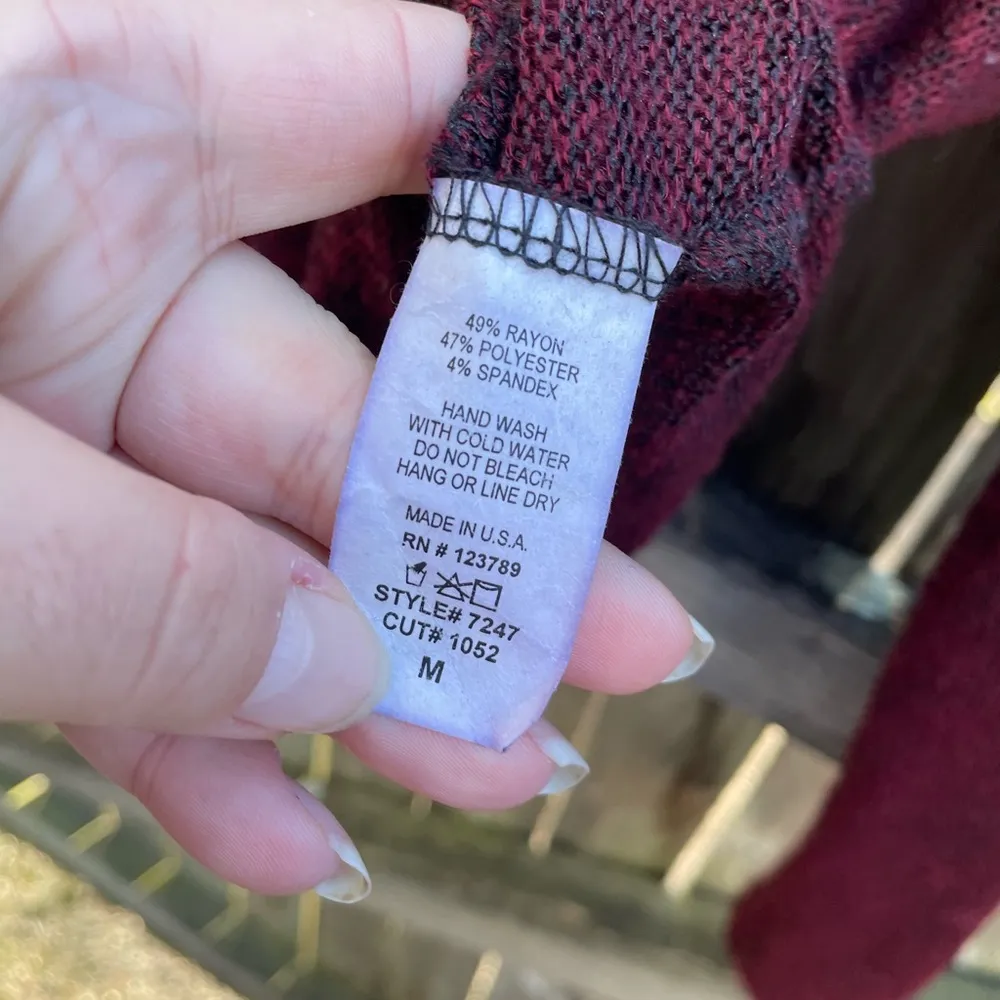 49% RAYON
47% POLYESTER
4% SPANDEX
HAND WASH
WITH COLD WATER
DO NOT BLEACH
HANG OR LINE DRY
MADE IN U.S.A.
RN # 123789
STYLE# 7247
CUT# 1052
M